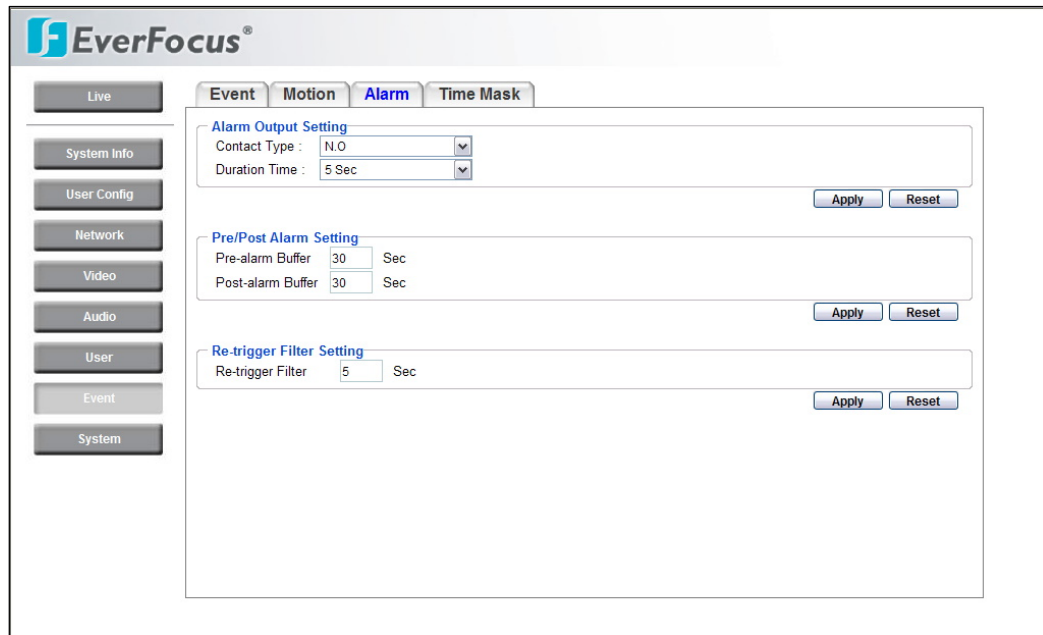 EverFocus®
Live
System Info
User Config
Network
Video
Audio
User
Event
System
Event Motion Alarm Time Mask
Alarm Output Setting
Contact Type : N.O
Duration Time : 5 Sec
Apply Reset
Pre/Post Alarm Setting
Pre-alarm Buffer 30 Sec
Post-alarm Buffer 30 Sec
Apply Reset
Re-trigger Filter Setting
Re-trigger Filter 5 Sec
Apply Reset